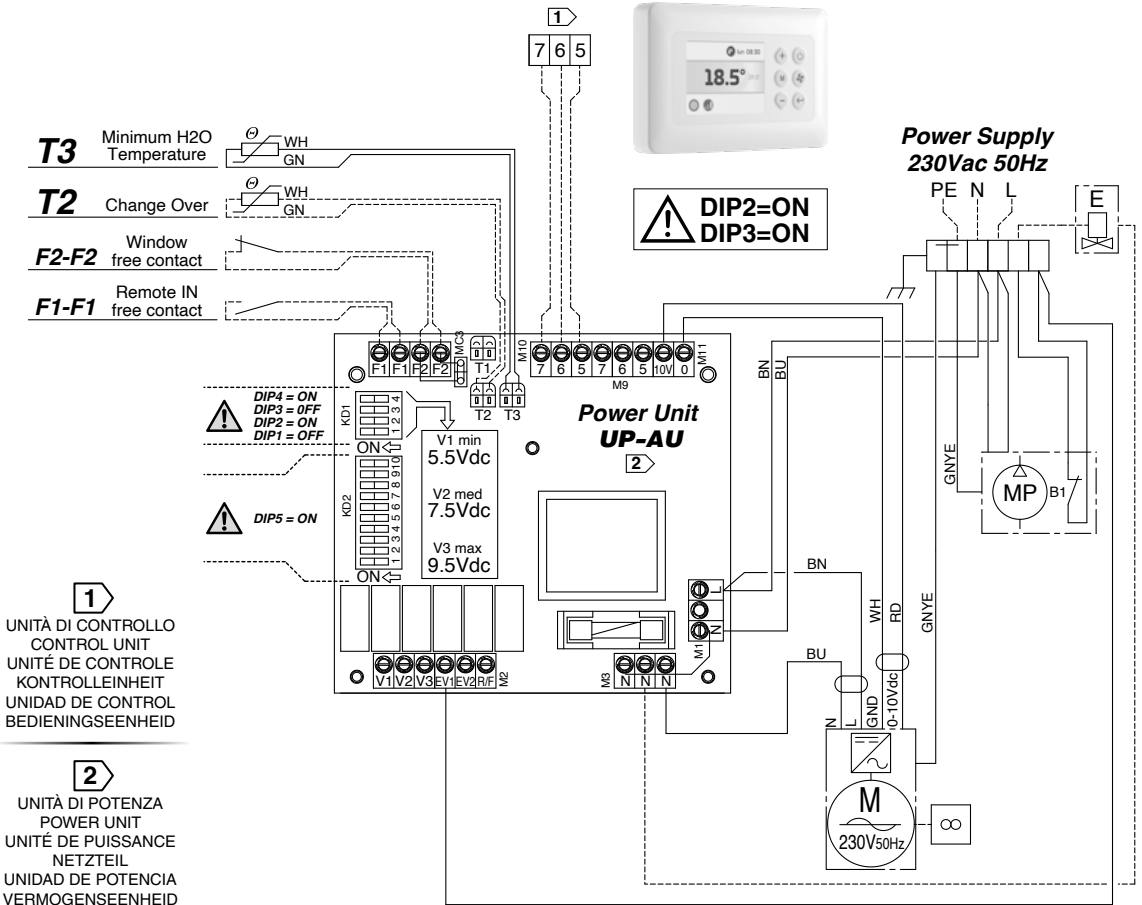 1
7 6 5
lun 08:30
18.5°
M
T3 Minimum H2O Temperature
WH
GN
T2 Change Over
WH
GN
F2-F2 Window free contact
F1-F1 Remote IN free contact
DIP2=ON
DIP3=ON
Power Supply
230Vac 50Hz
PE N L
E
F1 F1 F2 F2
MC3
T1
T2
T3
M10
7 6 5 7 6 5 10V 0
M9
M11
BN
BU
Power Unit
UP-AU
2
DIP4 = ON
DIP3 = 0FF
DIP2 = ON
DIP1 = OFF
KD1
1 2 3 4
ON
V1 min
5.5Vdc
V2 med
7.5Vdc
V3 max
9.5Vdc
KD2
1 2 3 4 5 6 7 8 9 10
DIP5 = ON
ON
GNYE
MP
B1
L
N
M1
BN
BU
WH
RD
GNYE
V1 V2 V3 EV1 EV2 R/F
M2
M3
N N N
N
L
GND
0-10Vdc
M
230V50Hz
8
1
UNITÀ DI CONTROLLO
CONTROL UNIT
UNITÉ DE CONTROLE
KONTROLLEINHEIT
UNIDAD DE CONTROL
BEDIENINGSEENHEID
2
UNITÀ DI POTENZA
POWER UNIT
UNITÉ DE PUISSANCE
NETZTEIL
UNIDAD DE POTENCIA
VERMOGENSEENHEID